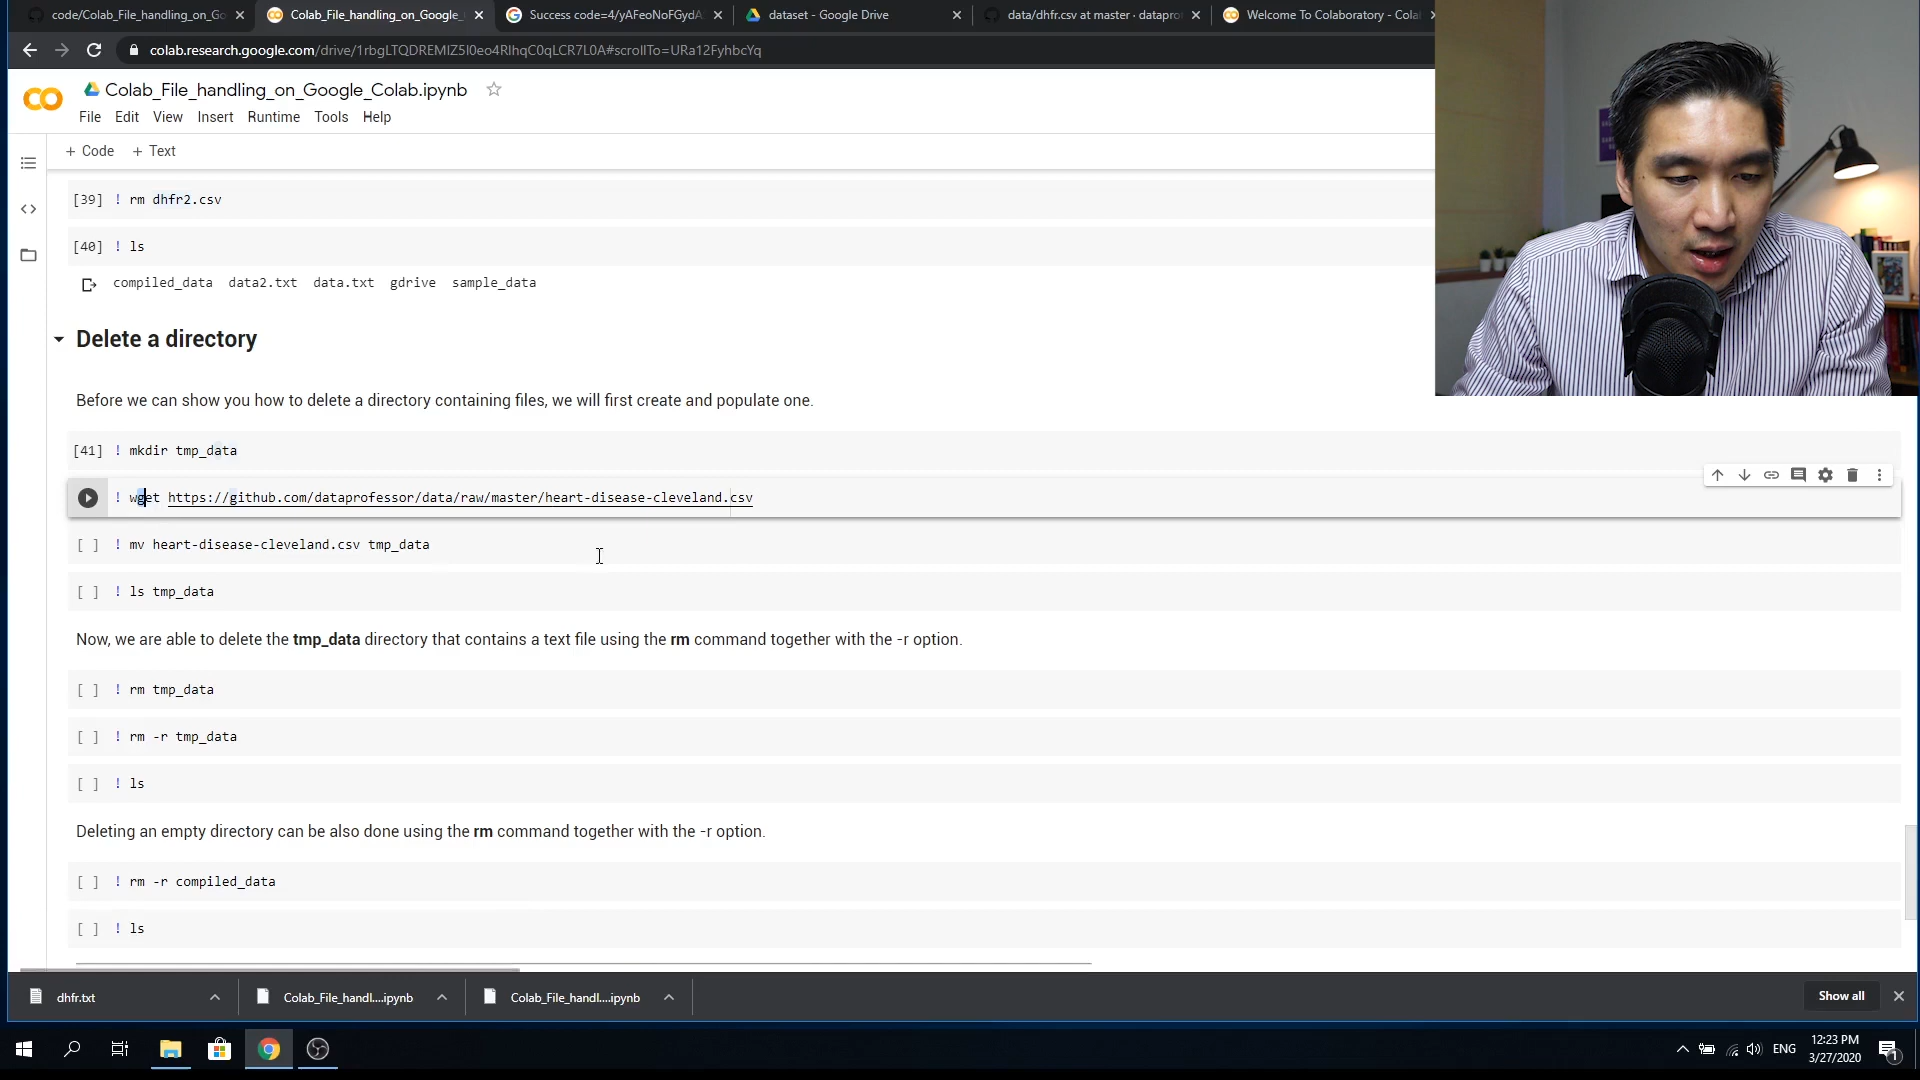 code/Colab_File_handling_on_Go
Colab_File_handling_on_Google_
Success code=4/yAFeoNoFGydA
dataset - Google Drive
data/dhfr.csv at master · datapro
Welcome To Colaboratory - Cola
colab.research.google.com/drive/1rbgLTQDREMIZ5I0eo4RIhqC0qLCR7L0A#scrollTo=URa12FyhbcYq
Colab_File_handling_on_Google_Colab.ipynb
File Edit View Insert Runtime Tools Help
+ Code + Text
[39] ! rm dhfr2.csv
[40] ! ls
compiled_data data2.txt data.txt gdrive sample_data
Delete a directory
Before we can show you how to delete a directory containing files, we will first create and populate one.
[41] ! mkdir tmp_data
! wget https://github.com/dataprofessor/data/raw/master/heart-disease-cleveland.csv
[ ] ! mv heart-disease-cleveland.csv tmp_data
[ ] ! ls tmp_data
Now, we are able to delete the tmp_data directory that contains a text file using the rm command together with the -r option.
[ ] ! rm tmp_data
[ ] ! rm -r tmp_data
[ ] ! ls
Deleting an empty directory can be also done using the rm command together with the -r option.
[ ] ! rm -r compiled_data
[ ] ! ls
dhfr.txt
Colab_File_handl....ipynb
Colab_File_handl....ipynb
Show all
ENG
12:23 PM
3/27/2020
1